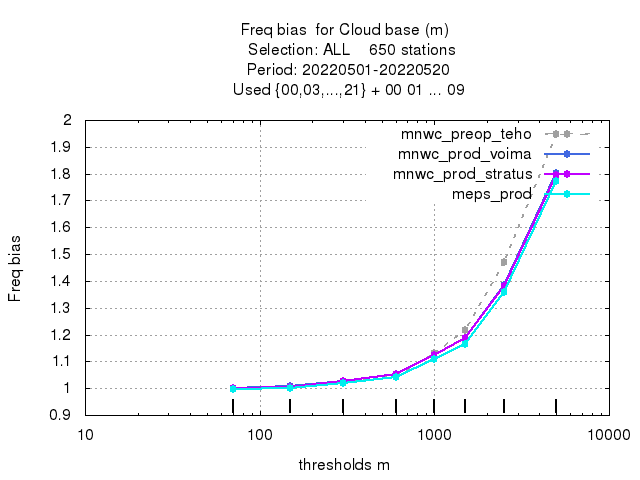 Freq bias  for Cloud base (m)
Selection: ALL    650 stations
Period: 20220501-20220520
Used {00,03,...,21} + 00 01 ... 09
2
1.9
1.8
1.7
1.6
1.5
1.4
1.3
1.2
1.1
1
0.9
Freq bias
mnwc_preop_teho
mnwc_prod_voima
mnwc_prod_stratus
meps_prod
10
100
1000
10000
thresholds m